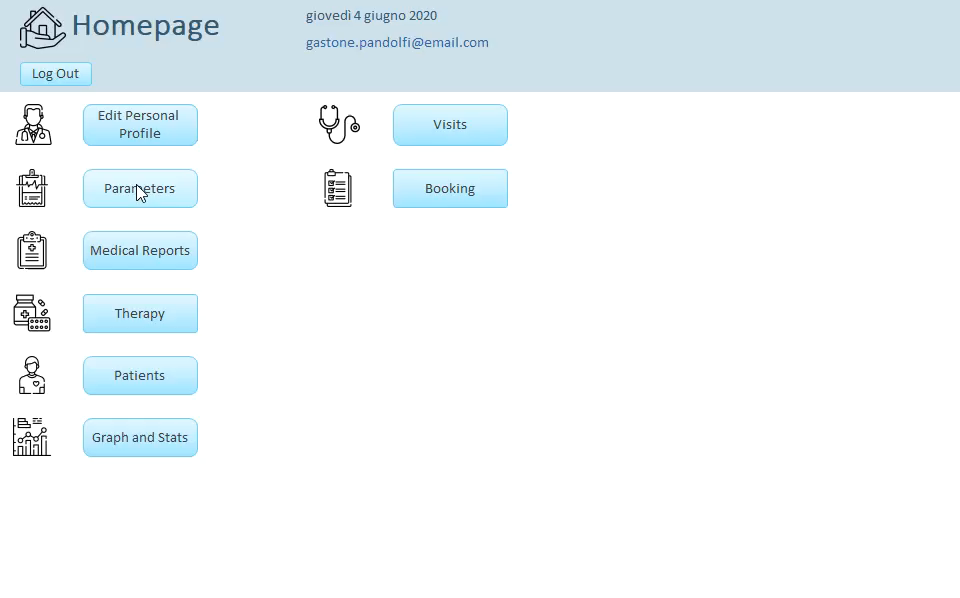 Homepage
giovedì 4 giugno 2020
gastone.pandolfi@email.com
Log Out
Edit Personal
Profile
Visits
Parameters
Booking
Medical Reports
Therapy
Patients
Graph and Stats